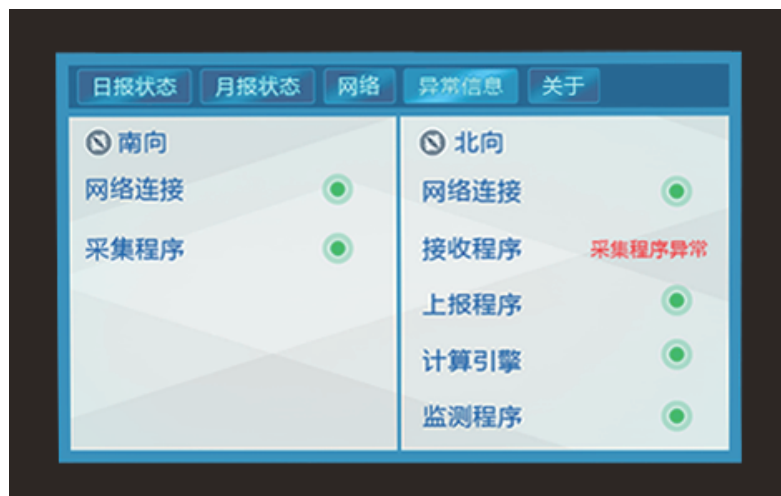 日报状态 月报状态 网络 异常信息 关于
南向
网络连接
采集程序
北向
网络连接
接收程序 采集程序异常
上报程序
计算引擎
监测程序